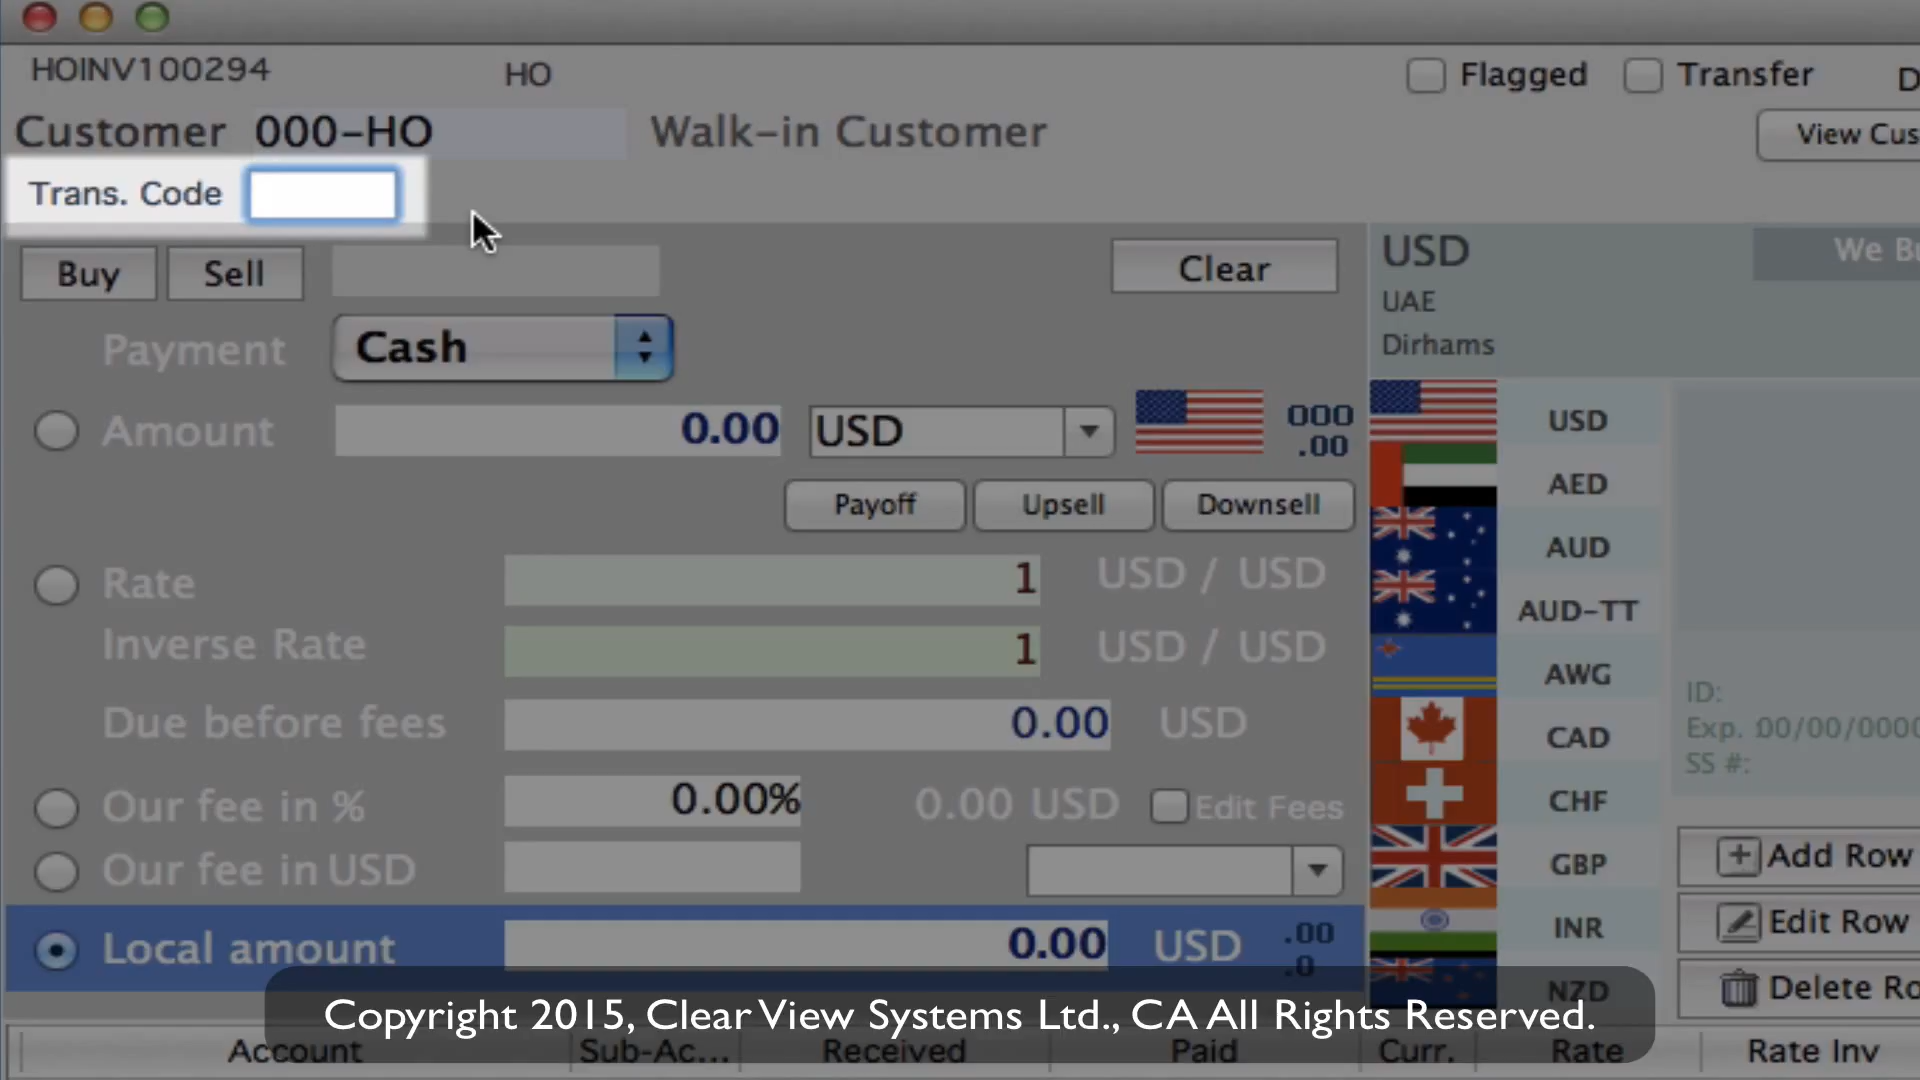 HOINV100294 HO Flagged Transfer D
Customer 000-HO Walk-in Customer View Cus
Trans. Code
Buy Sell Clear USD We Bu
UAE
Dirhams
Payment Cash
Amount 0.00 USD 000
.00
USD
AED
Payoff Upsell Downsell
AUD
Rate 1 USD / USD
AUD-TT
Inverse Rate 1 USD / USD
AWG
ID:
Due before fees 0.00 USD
CAD
Exp. 00/00/0000
SS #:
Our fee in % 0.00% 0.00 USD Edit Fees
CHF
Our fee in USD
GBP
Add Row
Local amount 0.00 USD .00
.0
INR
Edit Row
NZD
Delete Ro
Copyright 2015, Clear View Systems Ltd., CA All Rights Reserved.
Account Sub-Ac... Received Paid Curr. Rate Rate Inv